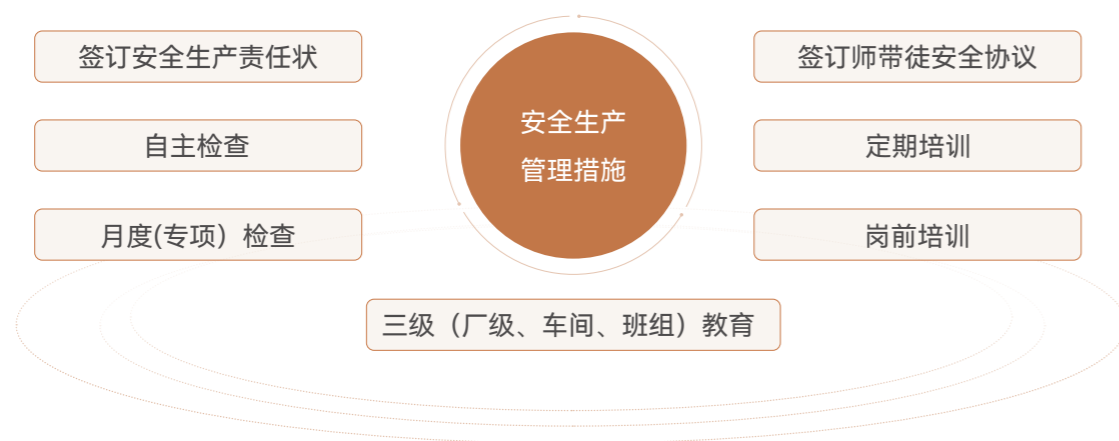 签订安全生产责任状
自主检查
月度(专项）检查
安全生产
管理措施
签订师带徒安全协议
定期培训
岗前培训
三级（厂级、车间、班组）教育